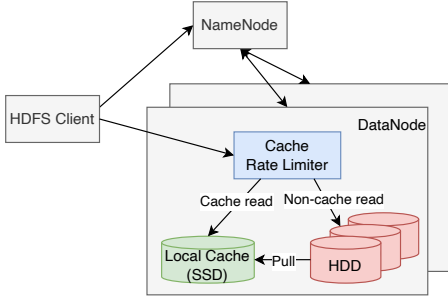 NameNode
HDFS Client
DataNode
Cache
Rate Limiter
Cache read
Non-cache read
Local Cache
(SSD)
Pull
HDD